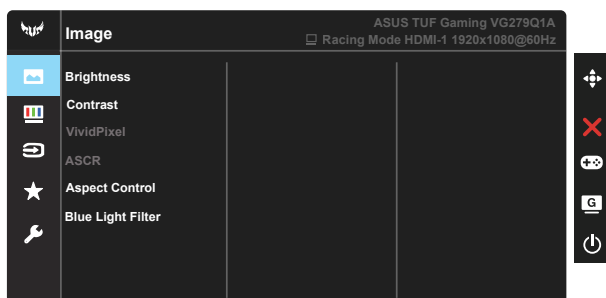 Image
ASUS TUF Gaming VG279Q1A
Racing Mode HDMI-1 1920x1080@60Hz
Brightness
Contrast
VividPixel
ASCR
Aspect Control
Blue Light Filter
G